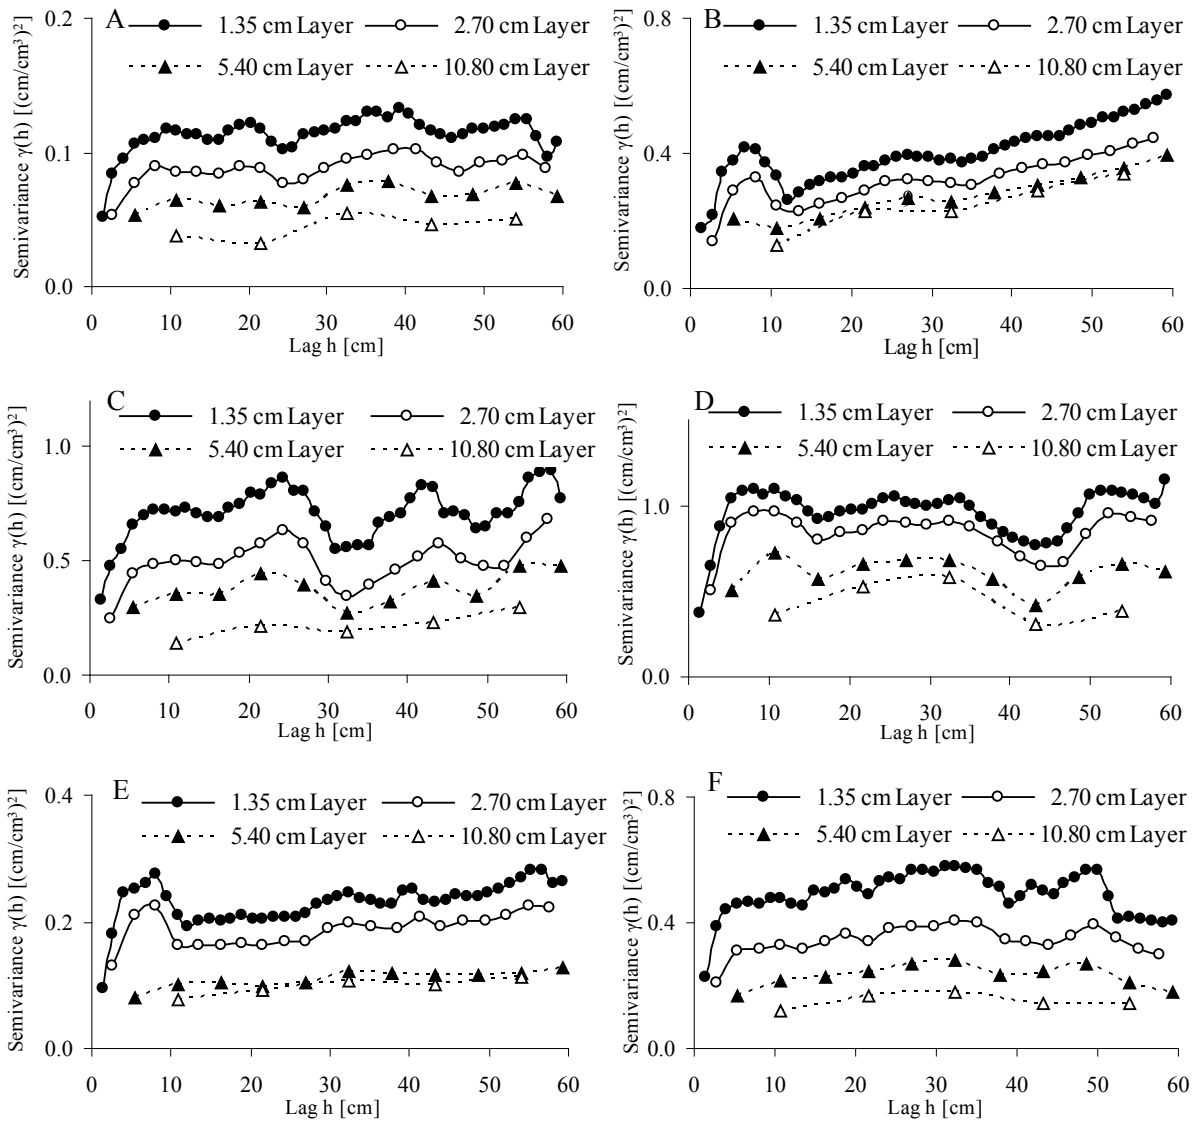 A 1.35 cm Layer 2.70 cm Layer
5.40 cm Layer 10.80 cm Layer
Semivariance γ(h) [(cm/cm³)²]
0.2
0.1
0.0
0 10 20 30 40 50 60
Lag h [cm]
B 1.35 cm Layer 2.70 cm Layer
5.40 cm Layer 10.80 cm Layer
Semivariance γ(h) [(cm/cm³)²]
0.8
0.4
0.0
0 10 20 30 40 50 60
Lag h [cm]
C 1.35 cm Layer 2.70 cm Layer
5.40 cm Layer 10.80 cm Layer
Semivariance γ(h) [(cm/cm³)²]
1.0
0.5
0.0
0 10 20 30 40 50 60
Lag h [cm]
D 1.35 cm Layer 2.70 cm Layer
5.40 cm Layer 10.80 cm Layer
Semivariance γ(h) [(cm/cm³)²]
1.0
0.0
0 10 20 30 40 50 60
Lag h [cm]
E 1.35 cm Layer 2.70 cm Layer
5.40 cm Layer 10.80 cm Layer
Semivariance γ(h) [(cm/cm³)²]
0.4
0.2
0.0
0 10 20 30 40 50 60
Lag h [cm]
F 1.35 cm Layer 2.70 cm Layer
5.40 cm Layer 10.80 cm Layer
Semivariance γ(h) [(cm/cm³)²]
0.8
0.4
0.0
0 10 20 30 40 50 60
Lag h [cm]